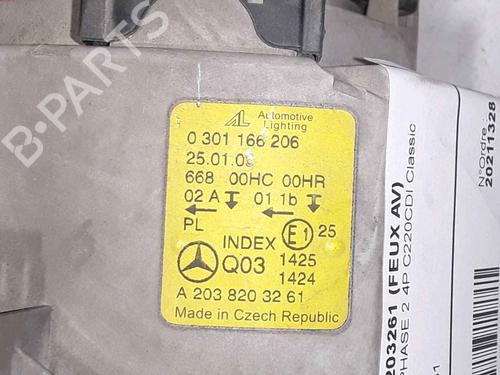 AL Automotive
Lighting
0 301 166 206
25.01.0
668 00HC 00HR
02 A 01 1b
PL
INDEX E1 25
Q03 1425
1424
A 203 820 32 61
Made in Czech Republic
203261 (FEUX AV)
PHASE 2 4P C220CDI Classic
N°Ordre
20211128
B-PARTS